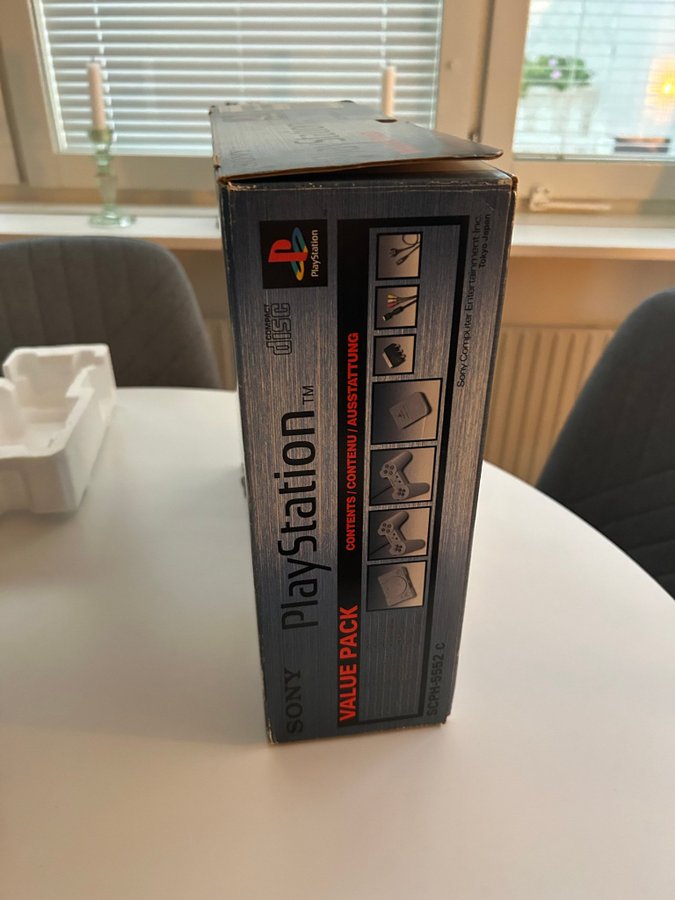 SONY
PlayStation™
COMPACT
disc
PlayStation
VALUE PACK
CONTENTS / CONTENU / AUSSTATTUNG
SCPH-5552 C
Sony Computer Entertainment Inc.
Tokyo Japan